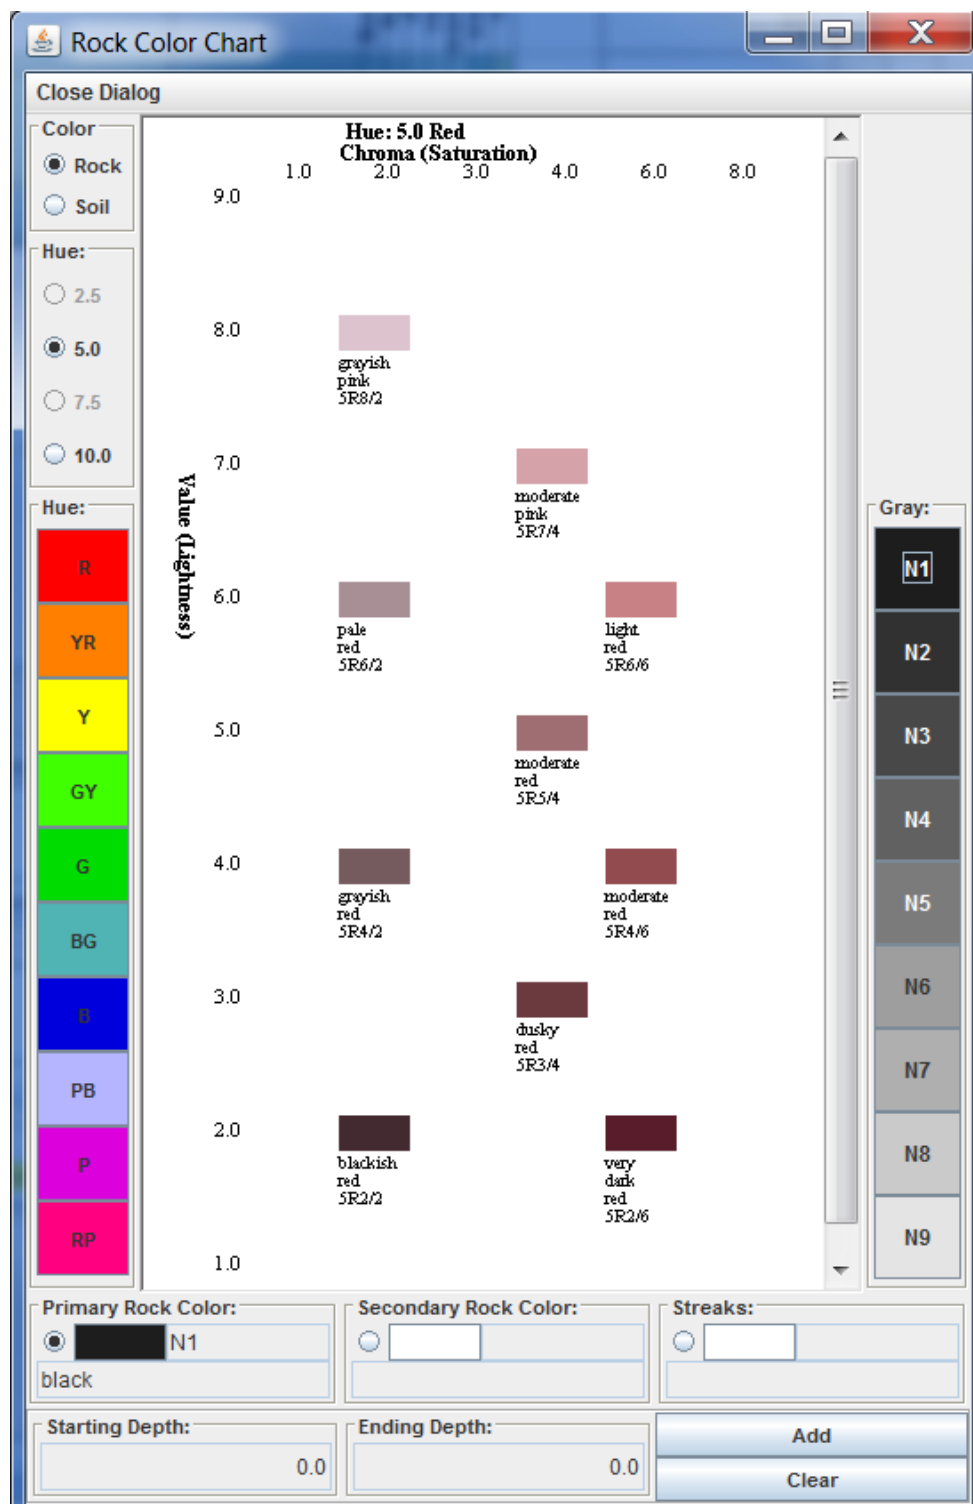 Rock Color Chart
Close Dialog
Color
Rock
Soil
Hue:
2.5
5.0
7.5
10.0
Hue:
R
YR
Y
GY
G
BG
B
PB
P
RP
Hue: 5.0 Red
Chroma (Saturation)
1.0 2.0 3.0 4.0 6.0 8.0
Value (Lightness)
9.0
8.0
grayish
pink
5R8/2
7.0
moderate
pink
5R7/4
6.0
pale
red
5R6/2
light
red
5R6/6
5.0
moderate
red
5R5/4
4.0
grayish
red
5R4/2
moderate
red
5R4/6
3.0
dusky
red
5R3/4
2.0
blackish
red
5R2/2
very
dark
red
5R2/6
1.0
Gray:
N1
N2
N3
N4
N5
N6
N7
N8
N9
Primary Rock Color:
N1
black
Secondary Rock Color:
Streaks:
Starting Depth:
0.0
Ending Depth:
0.0
Add
Clear